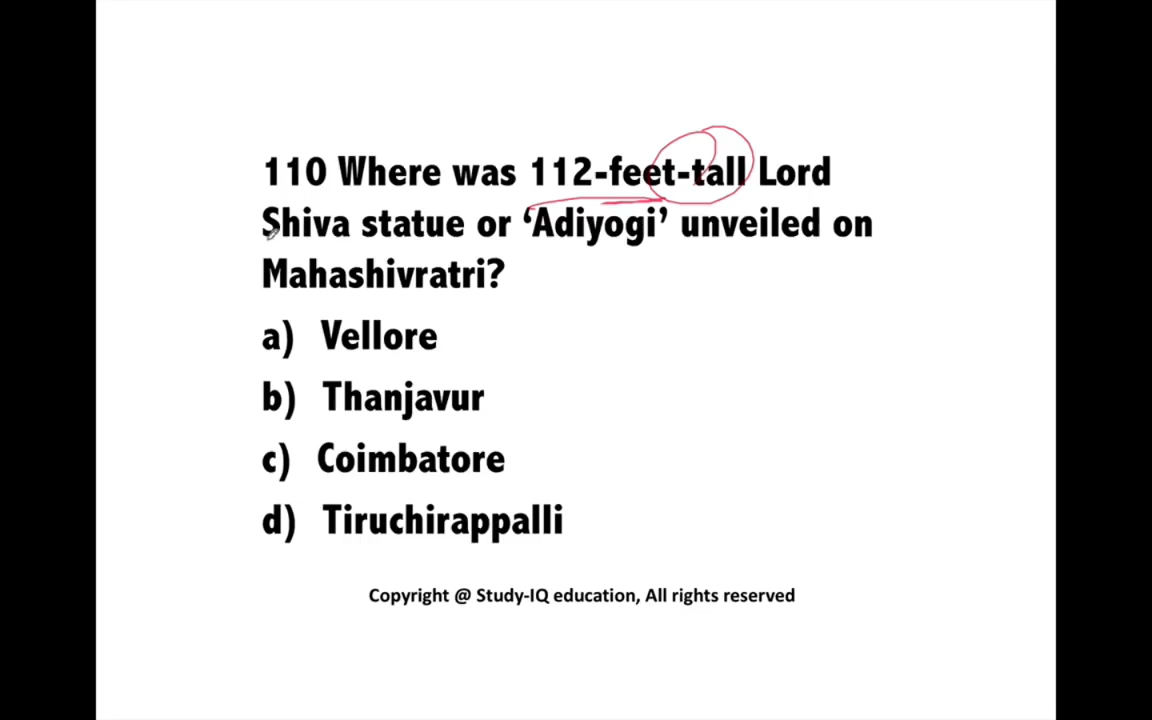 110 Where was 112-feet-tall Lord
Shiva statue or ‘Adiyogi’ unveiled on
Mahashivratri?
a) Vellore
b) Thanjavur
c) Coimbatore
d) Tiruchirappalli
Copyright @ Study-IQ education, All rights reserved